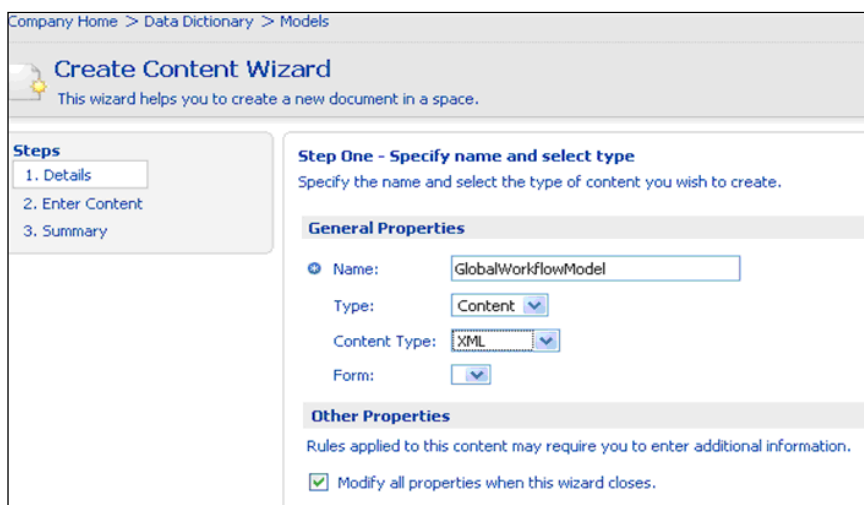 Company Home > Data Dictionary > Models
Create Content Wizard
This wizard helps you to create a new document in a space.
Steps
1. Details
2. Enter Content
3. Summary
Step One - Specify name and select type
Specify the name and select the type of content you wish to create.
General Properties
Name: GlobalWorkflowModel
Type: Content
Content Type: XML
Form:
Other Properties
Rules applied to this content may require you to enter additional information.
Modify all properties when this wizard closes.